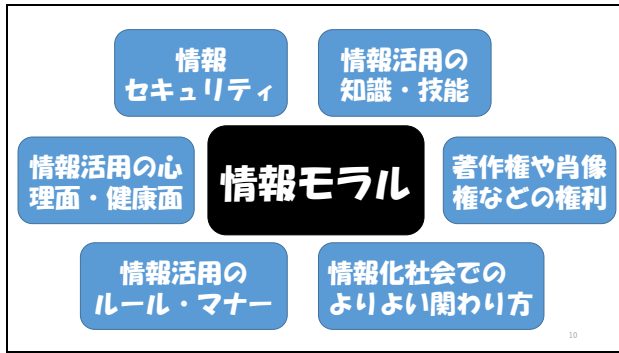 情報
セキュリティ
情報活用の
知識・技能
情報活用の心
理面・健康面
情報モラル
著作権や肖像
権などの権利
情報活用の
ルール・マナー
情報化社会での
よりよい関わり方
10